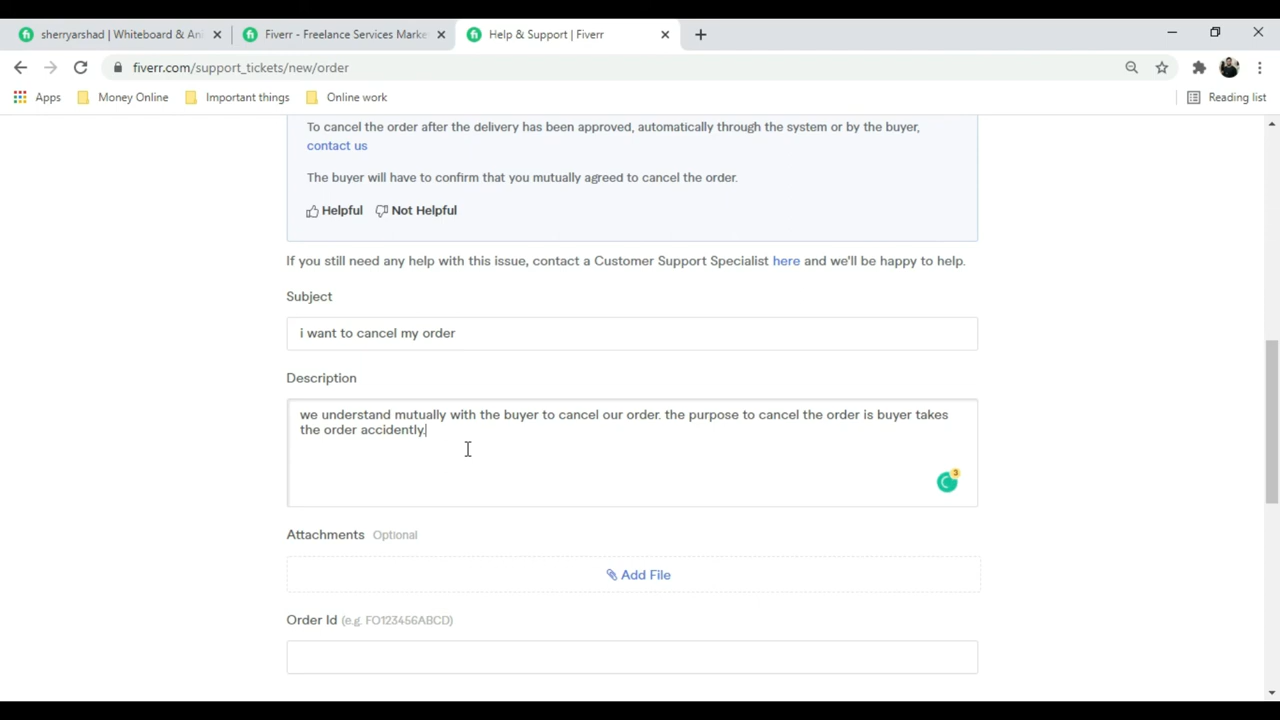 sherryarshad | Whiteboard & Ani
Fiverr - Freelance Services Marke
Help & Support | Fiverr
fiverr.com/support_tickets/new/order
Apps
Money Online
Important things
Online work
Reading list
To cancel the order after the delivery has been approved, automatically through the system or by the buyer,
contact us
The buyer will have to confirm that you mutually agreed to cancel the order.
Helpful
Not Helpful
If you still need any help with this issue, contact a Customer Support Specialist here and we'll be happy to help.
Subject
i want to cancel my order
Description
we understand mutually with the buyer to cancel our order. the purpose to cancel the order is buyer takes
the order accidently.
3
Attachments Optional
Add File
Order Id (e.g. FO123456ABCD)